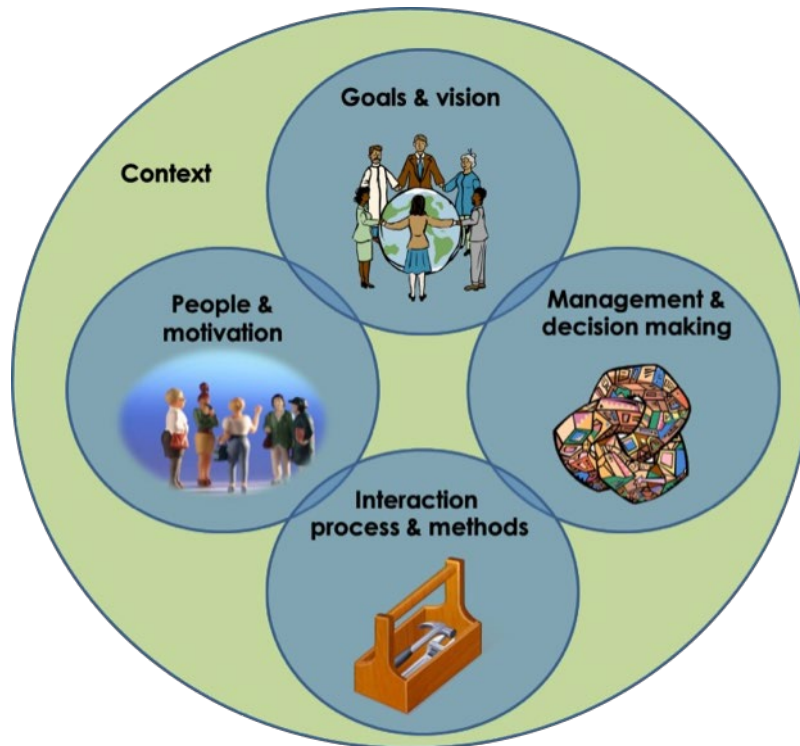 Goals & vision
Context
People &
motivation
Management &
decision making
Interaction
process & methods